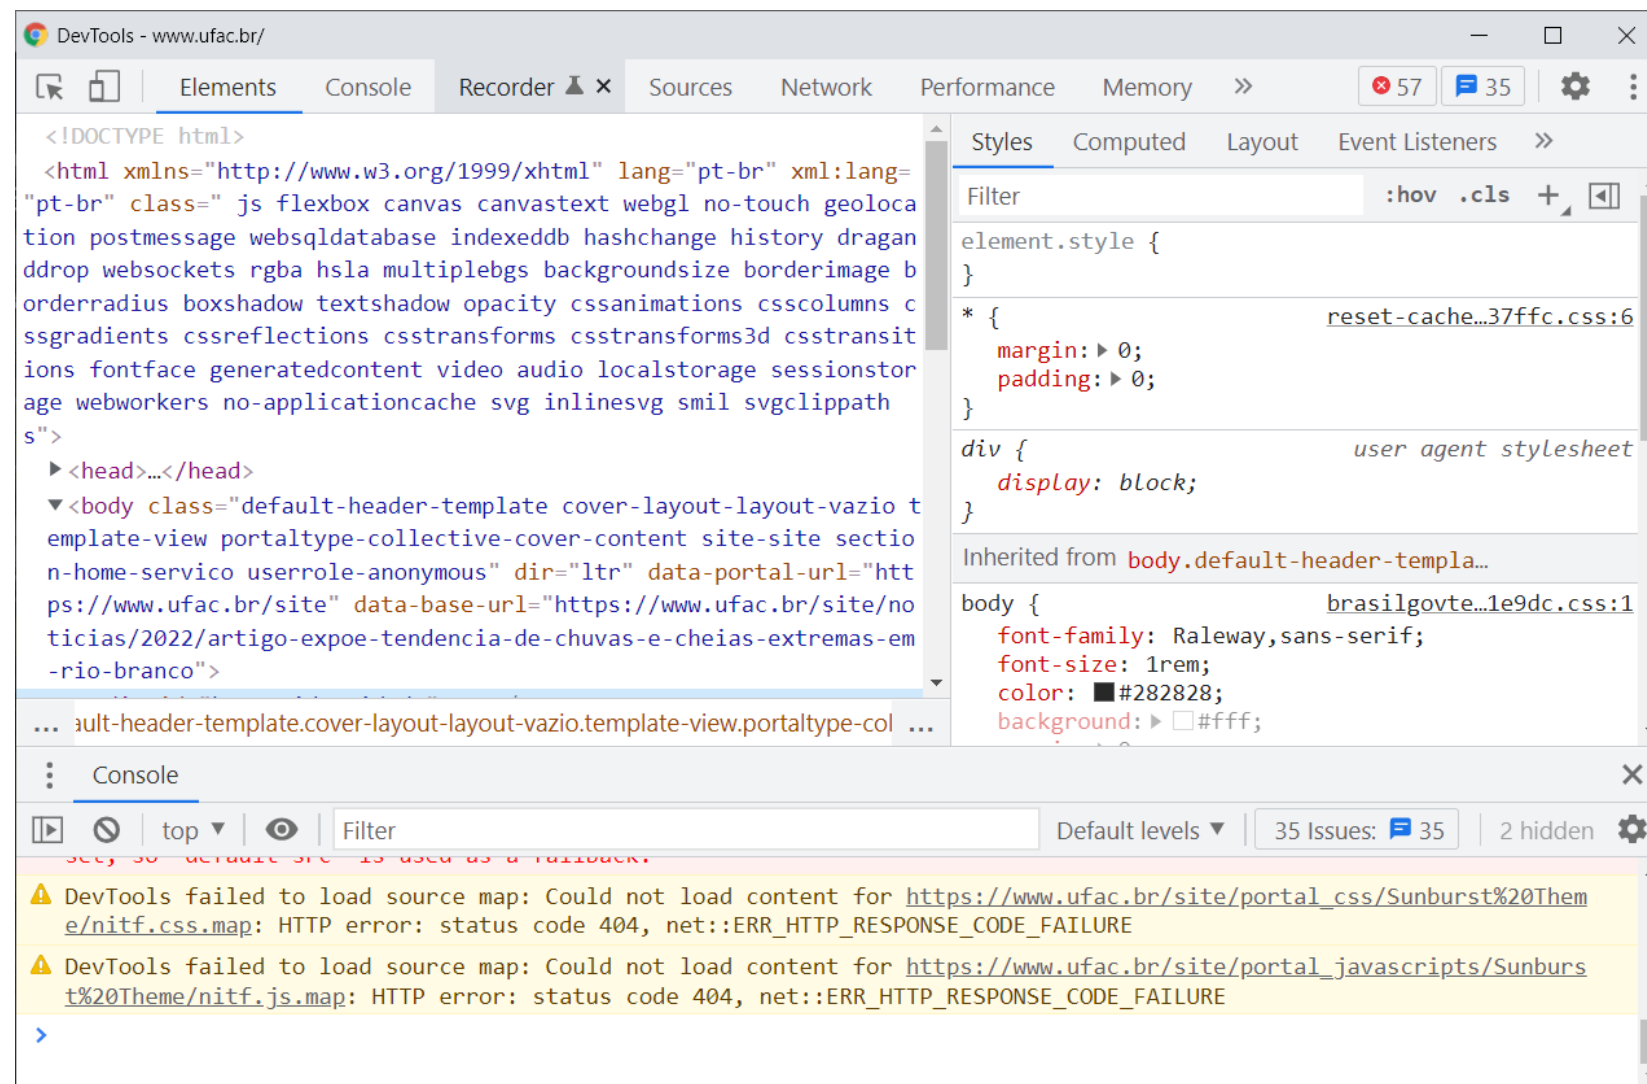 DevTools - www.ufac.br/
Elements Console Recorder Sources Network Performance Memory » 57 35
<!DOCTYPE html>
<html xmlns="http://www.w3.org/1999/xhtml" lang="pt-br" xml:lang=
"pt-br" class=" js flexbox canvas canvastext webgl no-touch geoloca
tion postmessage websqldatabase indexeddb hashchange history dragan
ddrop websockets rgba hsla multiplebgs backgroundsize borderimage b
orderradius boxshadow textshadow opacity cssanimations csscolumns c
ssgradients cssreflections csstransforms csstransforms3d csstransit
ions fontface generatedcontent video audio localstorage sessionstor
age webworkers no-applicationcache svg inlinesvg smil svgclippath
s">
<head>…</head>
<body class="default-header-template cover-layout-layout-vazio t
emplate-view portaltype-collective-cover-content site-site sectio
n-home-servico userrole-anonymous" dir="ltr" data-portal-url="htt
ps://www.ufac.br/site" data-base-url="https://www.ufac.br/site/no
ticias/2022/artigo-expoe-tendencia-de-chuvas-e-cheias-extremas-em
-rio-branco">
... ault-header-template.cover-layout-layout-vazio.template-view.portaltype-col ...
Styles Computed Layout Event Listeners »
Filter :hov .cls +
element.style {
}
* { reset-cache…37ffc.css:6
margin: 0;
padding: 0;
}
div { user agent stylesheet
display: block;
}
Inherited from body.default-header-templa…
body { brasilgovte…1e9dc.css:1
font-family: Raleway,sans-serif;
font-size: 1rem;
color: #282828;
background: #fff;
Console
top Filter Default levels 35 Issues: 35 2 hidden
set, so 'default-src' is used as a fallback.
DevTools failed to load source map: Could not load content for https://www.ufac.br/site/portal_css/Sunburst%20Them
e/nitf.css.map: HTTP error: status code 404, net::ERR_HTTP_RESPONSE_CODE_FAILURE
DevTools failed to load source map: Could not load content for https://www.ufac.br/site/portal_javascripts/Sunburs
t%20Theme/nitf.js.map: HTTP error: status code 404, net::ERR_HTTP_RESPONSE_CODE_FAILURE
>